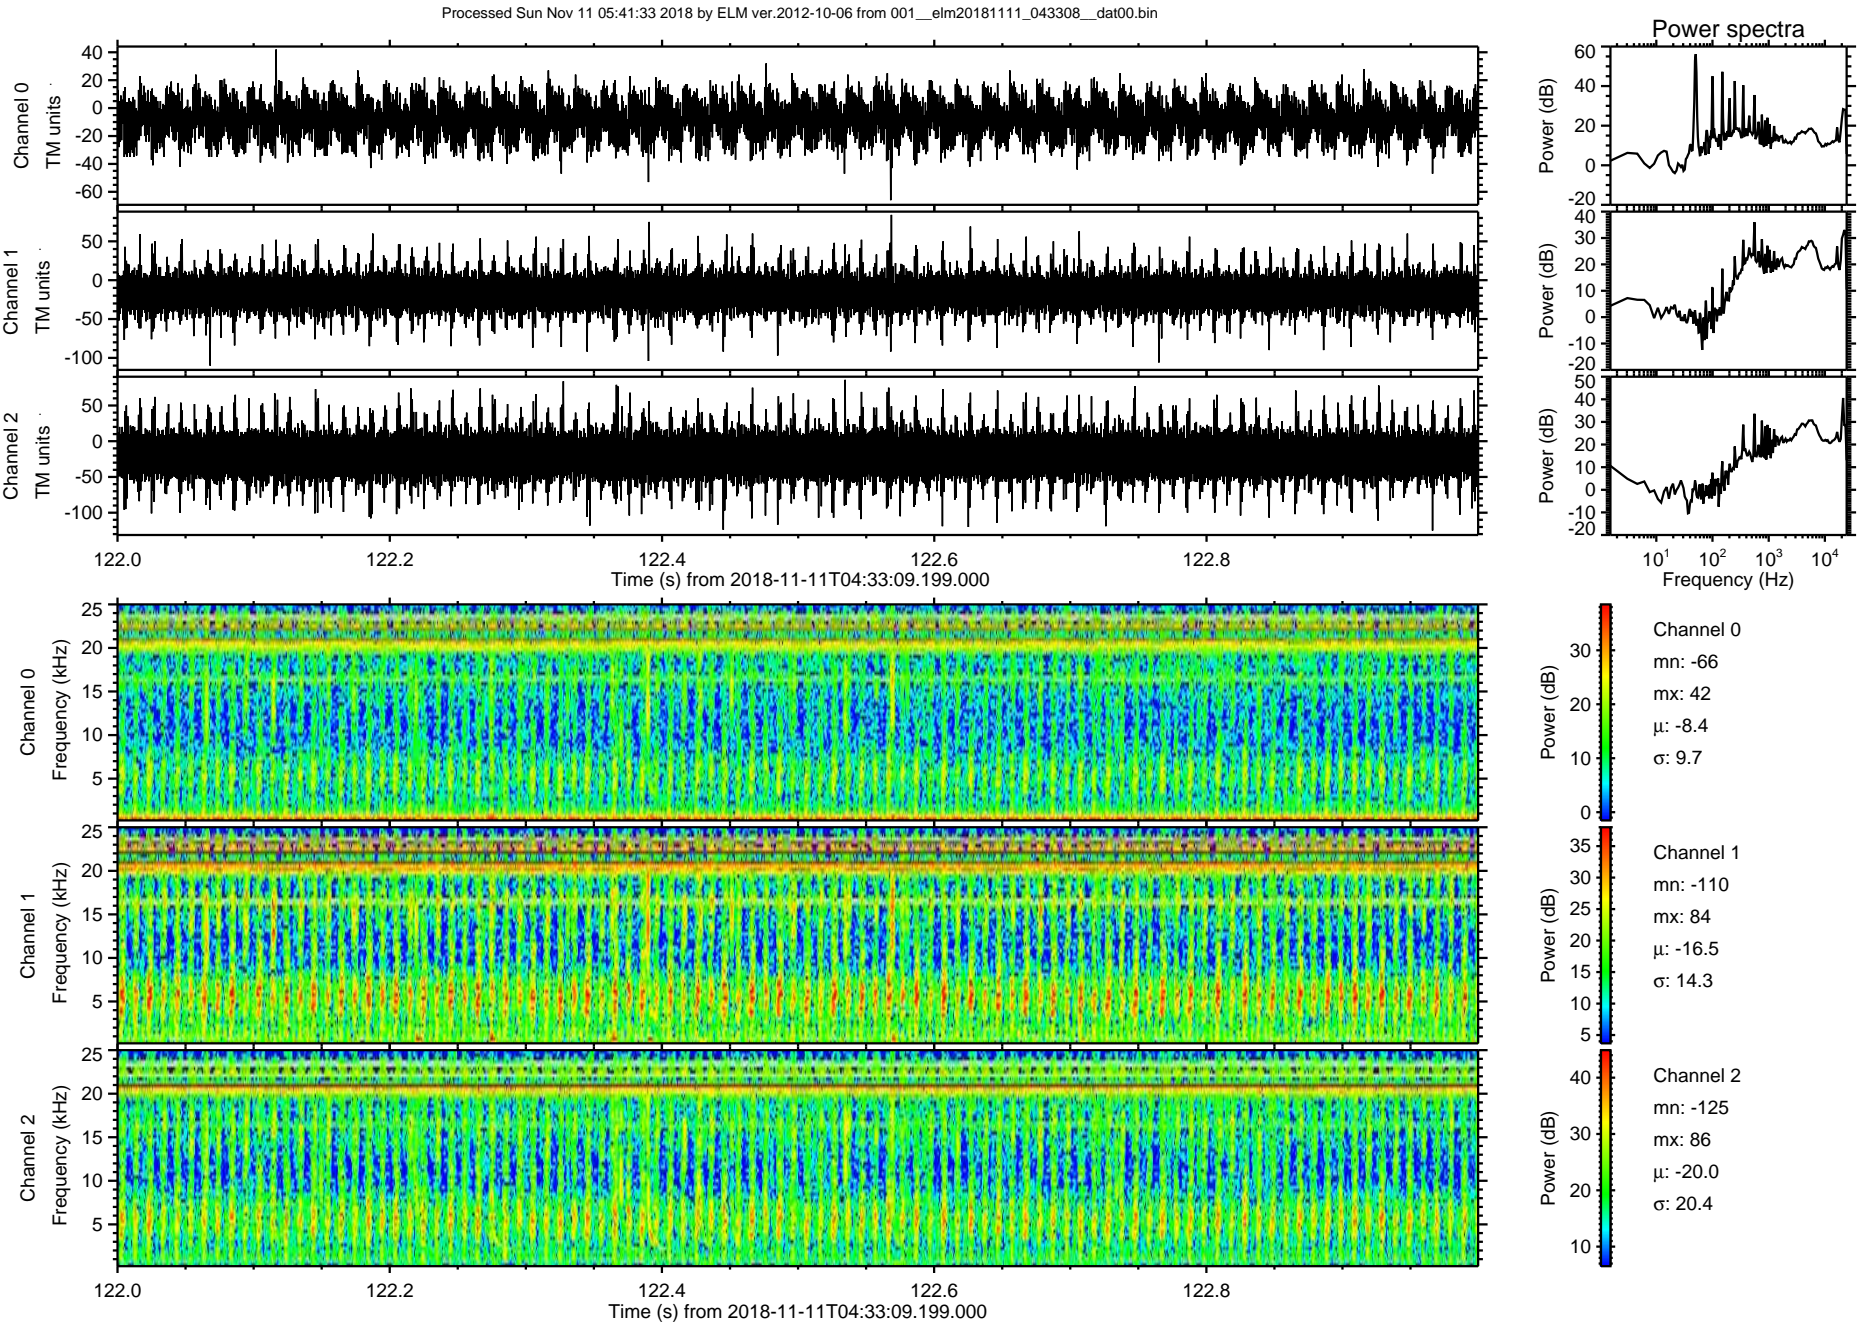 Processed Sun Nov 11 05:41:33 2018 by ELM ver.2012-10-06 from 001__elm20181111_043308__dat00.bin
Power spectra
Channel 0
TM units
40
20
0
-20
-40
-60
Power (dB)
60
40
20
0
-20
Channel 1
TM units
50
0
-50
-100
Power (dB)
40
30
20
10
0
-10
-20
Channel 2
TM units
50
0
-50
-100
Power (dB)
50
40
30
20
10
0
-10
-20
122.0 122.2 122.4 122.6 122.8
Time (s) from 2018-11-11T04:33:09.199.000
10¹ 10² 10³ 10⁴
Frequency (Hz)
Channel 0
Frequency (kHz)
25
20
15
10
5
Power (dB)
30
20
10
0
Channel 0
mn: -66
mx: 42
μ: -8.4
σ: 9.7
Channel 1
Frequency (kHz)
25
20
15
10
5
Power (dB)
35
30
25
20
15
10
5
Channel 1
mn: -110
mx: 84
μ: -16.5
σ: 14.3
Channel 2
Frequency (kHz)
25
20
15
10
5
Power (dB)
40
30
20
10
Channel 2
mn: -125
mx: 86
μ: -20.0
σ: 20.4
122.0 122.2 122.4 122.6 122.8
Time (s) from 2018-11-11T04:33:09.199.000